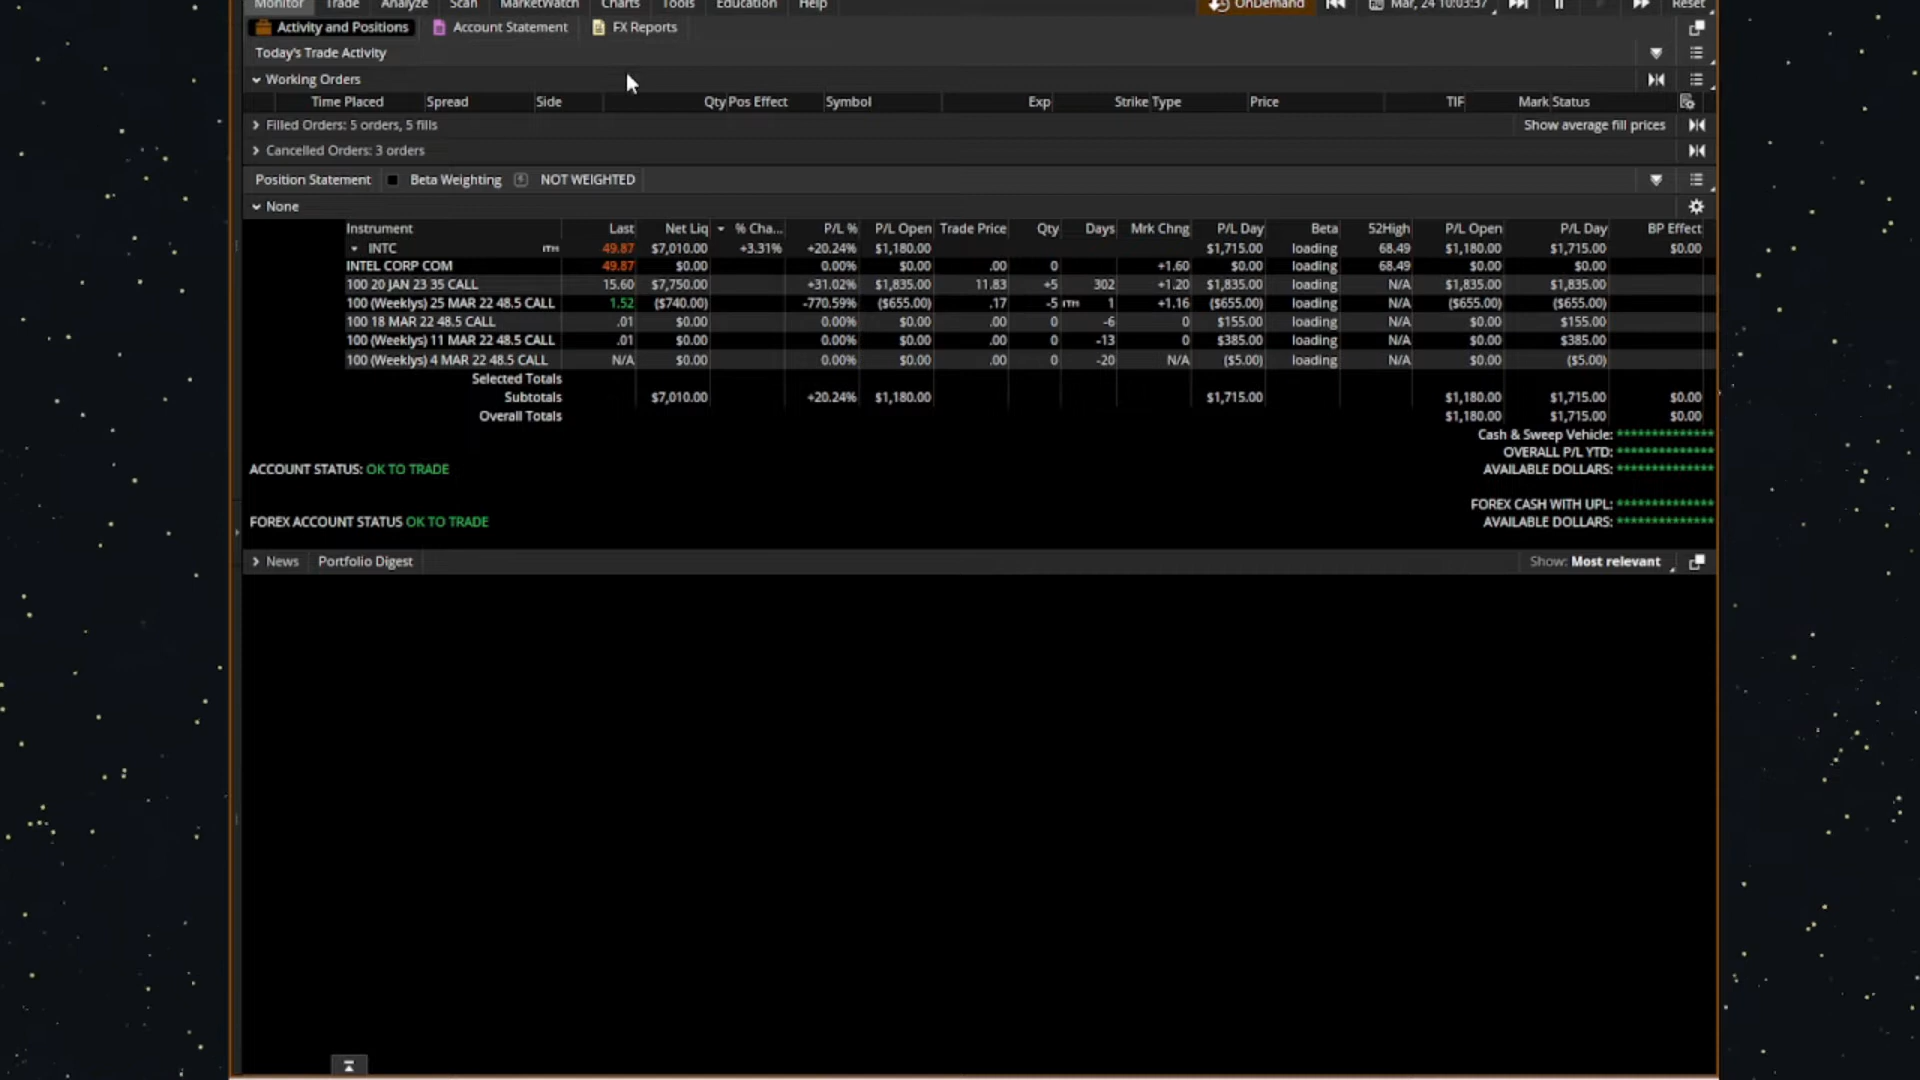 Monitor Trade Analyze Scan MarketWatch Charts Tools Education Help OnDemand Mar, 24 10:03:37 Reset
Activity and Positions Account Statement FX Reports
Today's Trade Activity
Working Orders
Time Placed Spread Side Qty Pos Effect Symbol Exp Strike Type Price TIF Mark Status
Filled Orders: 5 orders, 5 fills Show average fill prices
Cancelled Orders: 3 orders
Position Statement Beta Weighting NOT WEIGHTED
None
Instrument Last Net Liq % Cha... P/L % P/L Open Trade Price Qty Days Mrk Chng P/L Day Beta 52High P/L Open P/L Day BP Effect
INTC ITM 49.87 $7,010.00 +3.31% +20.24% $1,180.00 $1,715.00 loading 68.49 $1,180.00 $1,715.00 $0.00
INTEL CORP COM 49.87 $0.00 0.00% $0.00 .00 0 +1.60 $0.00 loading 68.49 $0.00 $0.00
100 20 JAN 23 35 CALL 15.60 $7,750.00 +31.02% $1,835.00 11.83 +5 302 +1.20 $1,835.00 loading N/A $1,835.00 $1,835.00
100 (Weeklys) 25 MAR 22 48.5 CALL 1.52 ($740.00) -770.59% ($655.00) .17 -5 ITM 1 +1.16 ($655.00) loading N/A ($655.00) ($655.00)
100 18 MAR 22 48.5 CALL .01 $0.00 0.00% $0.00 .00 0 -6 0 $155.00 loading N/A $0.00 $155.00
100 (Weeklys) 11 MAR 22 48.5 CALL .01 $0.00 0.00% $0.00 .00 0 -13 0 $385.00 loading N/A $0.00 $385.00
100 (Weeklys) 4 MAR 22 48.5 CALL N/A $0.00 0.00% $0.00 .00 0 -20 N/A ($5.00) loading N/A $0.00 ($5.00)
Selected Totals
Subtotals $7,010.00 +20.24% $1,180.00 $1,715.00 $1,180.00 $1,715.00 $0.00
Overall Totals $1,180.00 $1,715.00 $0.00
Cash & Sweep Vehicle: **************
OVERALL P/L YTD: **************
ACCOUNT STATUS: OK TO TRADE AVAILABLE DOLLARS: **************
FOREX CASH WITH UPL: **************
FOREX ACCOUNT STATUS OK TO TRADE AVAILABLE DOLLARS: **************
News Portfolio Digest Show: Most relevant